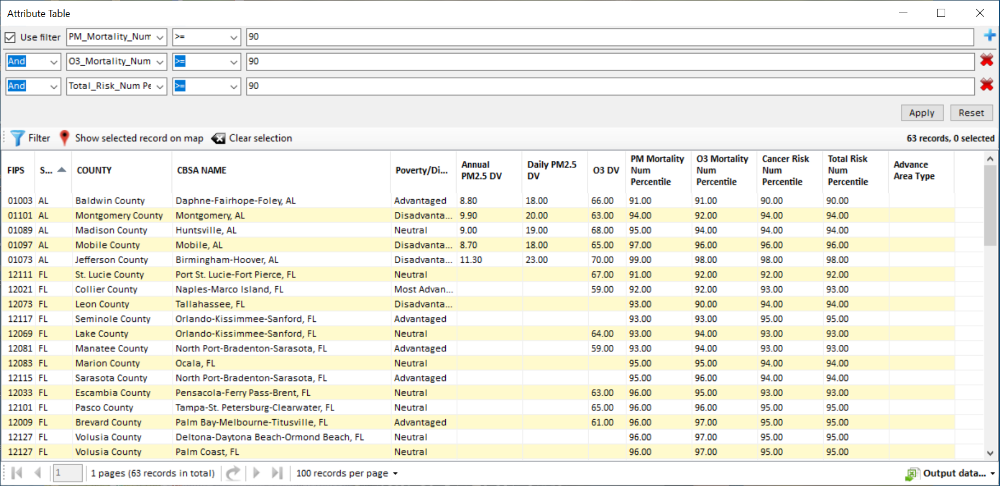 Attribute Table
Use filter PM_Mortality_Num >= 90
And O3_Mortality_Num >= 90
And Total_Risk_Num Pe >= 90
Apply Reset
Filter Show selected record on map Clear selection 63 records, 0 selected
FIPS S... COUNTY CBSA NAME Poverty/Di... Annual PM2.5 DV Daily PM2.5 DV O3 DV PM Mortality Num Percentile O3 Mortality Num Percentile Cancer Risk Num Percentile Total Risk Num Percentile Advance Area Type
01003 AL Baldwin County Daphne-Fairhope-Foley, AL Advantaged 8.80 18.00 66.00 91.00 91.00 90.00 90.00
01101 AL Montgomery County Montgomery, AL Disadvanta... 9.90 20.00 63.00 94.00 92.00 94.00 94.00
01089 AL Madison County Huntsville, AL Neutral 9.00 19.00 68.00 95.00 94.00 94.00 94.00
01097 AL Mobile County Mobile, AL Disadvanta... 8.70 18.00 65.00 97.00 96.00 96.00 96.00
01073 AL Jefferson County Birmingham-Hoover, AL Disadvanta... 11.30 23.00 70.00 99.00 98.00 98.00 98.00
12111 FL St. Lucie County Port St. Lucie-Fort Pierce, FL Neutral 67.00 91.00 92.00 92.00 92.00
12021 FL Collier County Naples-Marco Island, FL Most Advan... 59.00 92.00 92.00 93.00 93.00
12073 FL Leon County Tallahassee, FL Disadvanta... 93.00 90.00 94.00 94.00
12117 FL Seminole County Orlando-Kissimmee-Sanford, FL Advantaged 93.00 93.00 95.00 95.00
12069 FL Lake County Orlando-Kissimmee-Sanford, FL Neutral 64.00 93.00 94.00 93.00 93.00
12081 FL Manatee County North Port-Bradenton-Sarasota, FL Advantaged 59.00 93.00 94.00 93.00 93.00
12083 FL Marion County Ocala, FL Neutral 95.00 95.00 94.00 94.00
12115 FL Sarasota County North Port-Bradenton-Sarasota, FL Advantaged 95.00 96.00 94.00 94.00
12033 FL Escambia County Pensacola-Ferry Pass-Brent, FL Neutral 63.00 96.00 95.00 93.00 93.00
12101 FL Pasco County Tampa-St. Petersburg-Clearwater, FL Neutral 65.00 96.00 96.00 95.00 95.00
12009 FL Brevard County Palm Bay-Melbourne-Titusville, FL Advantaged 61.00 96.00 97.00 95.00 95.00
12127 FL Volusia County Deltona-Daytona Beach-Ormond Beach, FL Neutral 96.00 97.00 95.00 95.00
12127 FL Volusia County Palm Coast, FL Neutral 96.00 97.00 95.00 95.00
1 1 pages (63 records in total) 100 records per page Output data...